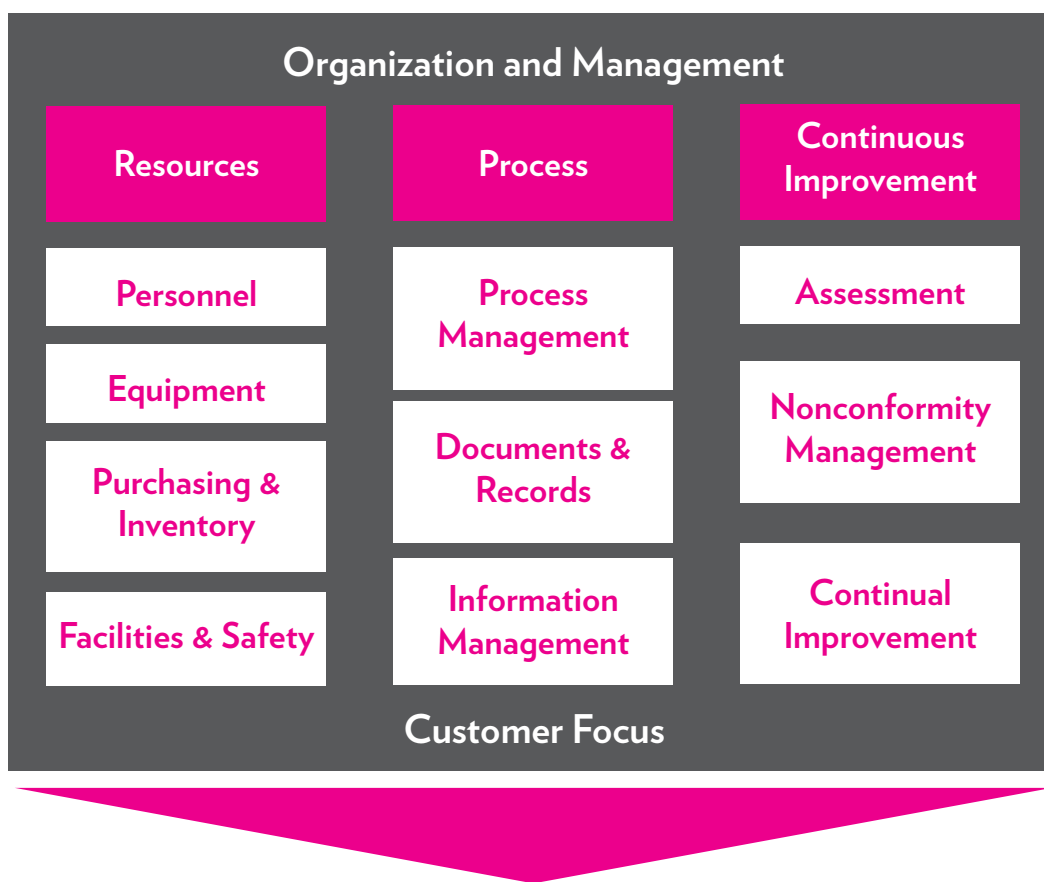 Organization and Management
Resources
Process
Continuous
Improvement
Personnel
Equipment
Purchasing &
Inventory
Facilities & Safety
Process
Management
Documents &
Records
Information
Management
Assessment
Nonconformity
Management
Continual
Improvement
Customer Focus